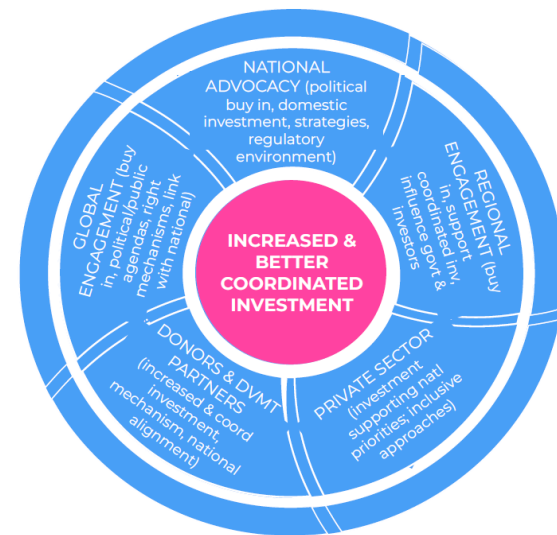 NATIONAL
ADVOCACY (political
buy in, domestic
investment, strategies,
regulatory
environment)
REGIONAL
ENGAGEMENT (buy
in, support
coordinated inv,
influence govt &
investors
PRIVATE SECTOR
(investment
supporting natl
priorities, inclusive
approaches)
DONORS & DVMT
PARTNERS
(increased & coord
investment,
mechanism, national
alignment)
GLOBAL
ENGAGEMENT (buy
in, political/public
agendas, right
mechanisms, link
with national)
INCREASED &
BETTER
COORDINATED
INVESTMENT